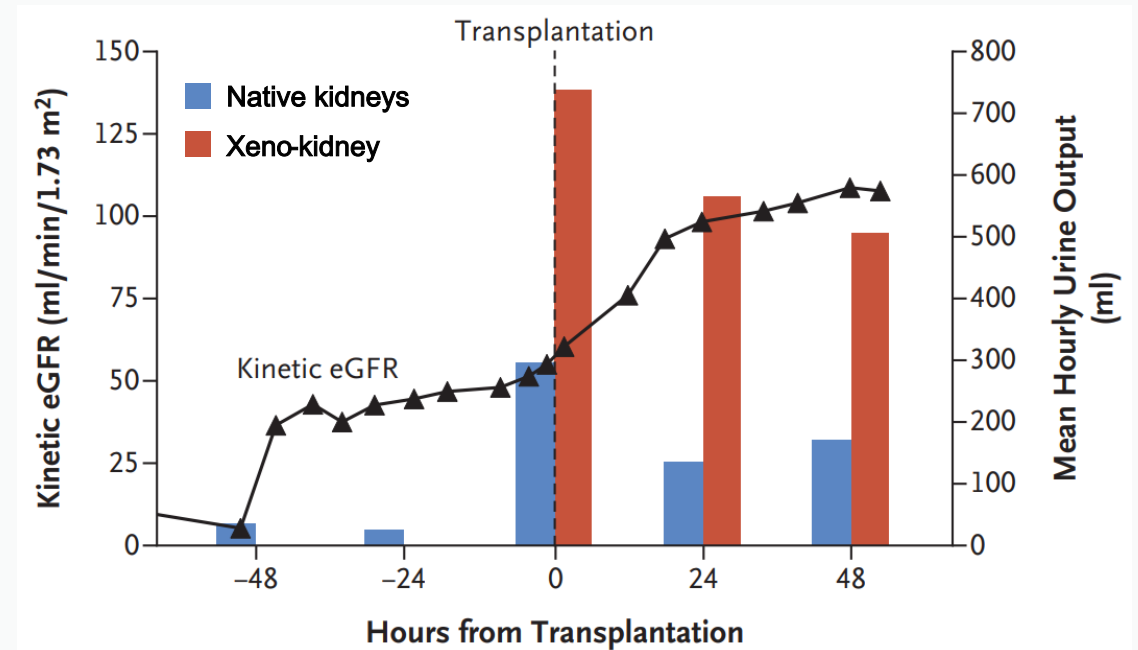 Transplantation
150
125
100
75
50
25
0
Kinetic eGFR (ml/min/1.73 m²)
Native kidneys
Xeno-kidney
Kinetic eGFR
800
700
600
500
400
300
200
100
0
Mean Hourly Urine Output
(ml)
–48
–24
0
24
48
Hours from Transplantation